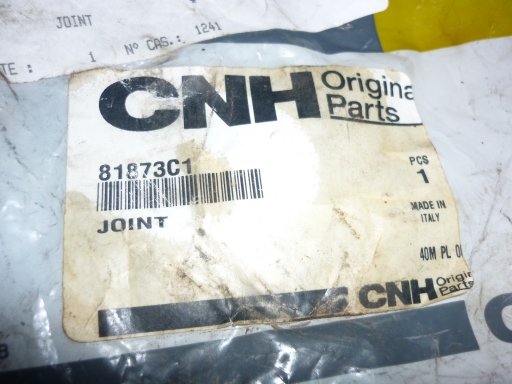 JOINT
TE : 1 Nº CAS.: 1241
CNH Origina
Parts
81873C1
PCS
1
JOINT
MADE IN
ITALY
40M PL 0
CNH Origin
Parts